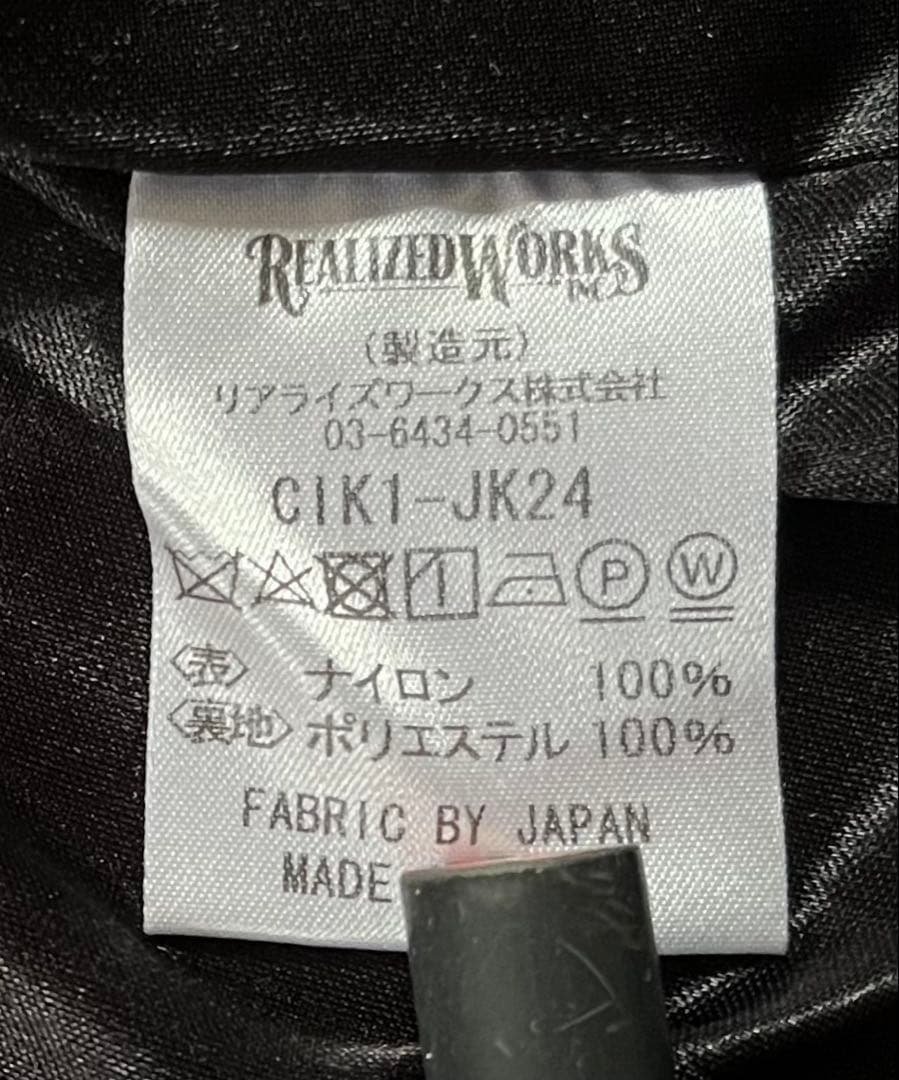 REALIZED WORKS INC
(製造元)
リアライズワークス株式会社
03-6434-0551
CIK1-JK24
P W
〈表〉 ナイロン 100%
〈裏地〉 ポリエステル 100%
FABRIC BY JAPAN
MADE